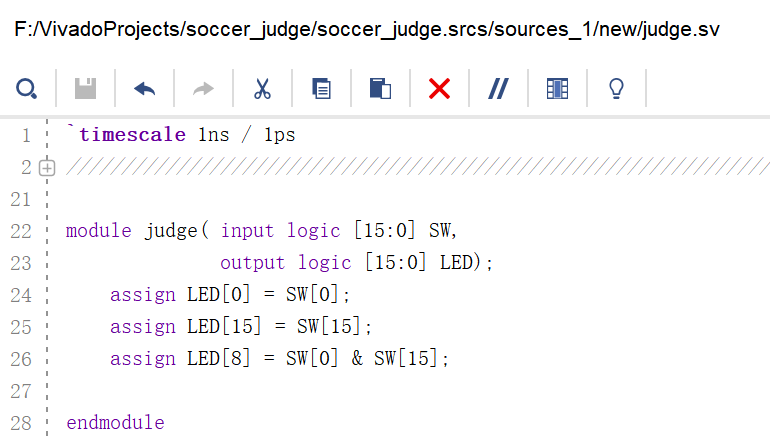 F:/VivadoProjects/soccer_judge/soccer_judge.srcs/sources_1/new/judge.sv
1 `timescale 1ns / 1ps
2 ////////////////////////////////////////////////////////////////
21
22 module judge( input logic [15:0] SW,
23 output logic [15:0] LED);
24 assign LED[0] = SW[0];
25 assign LED[15] = SW[15];
26 assign LED[8] = SW[0] & SW[15];
27
28 endmodule